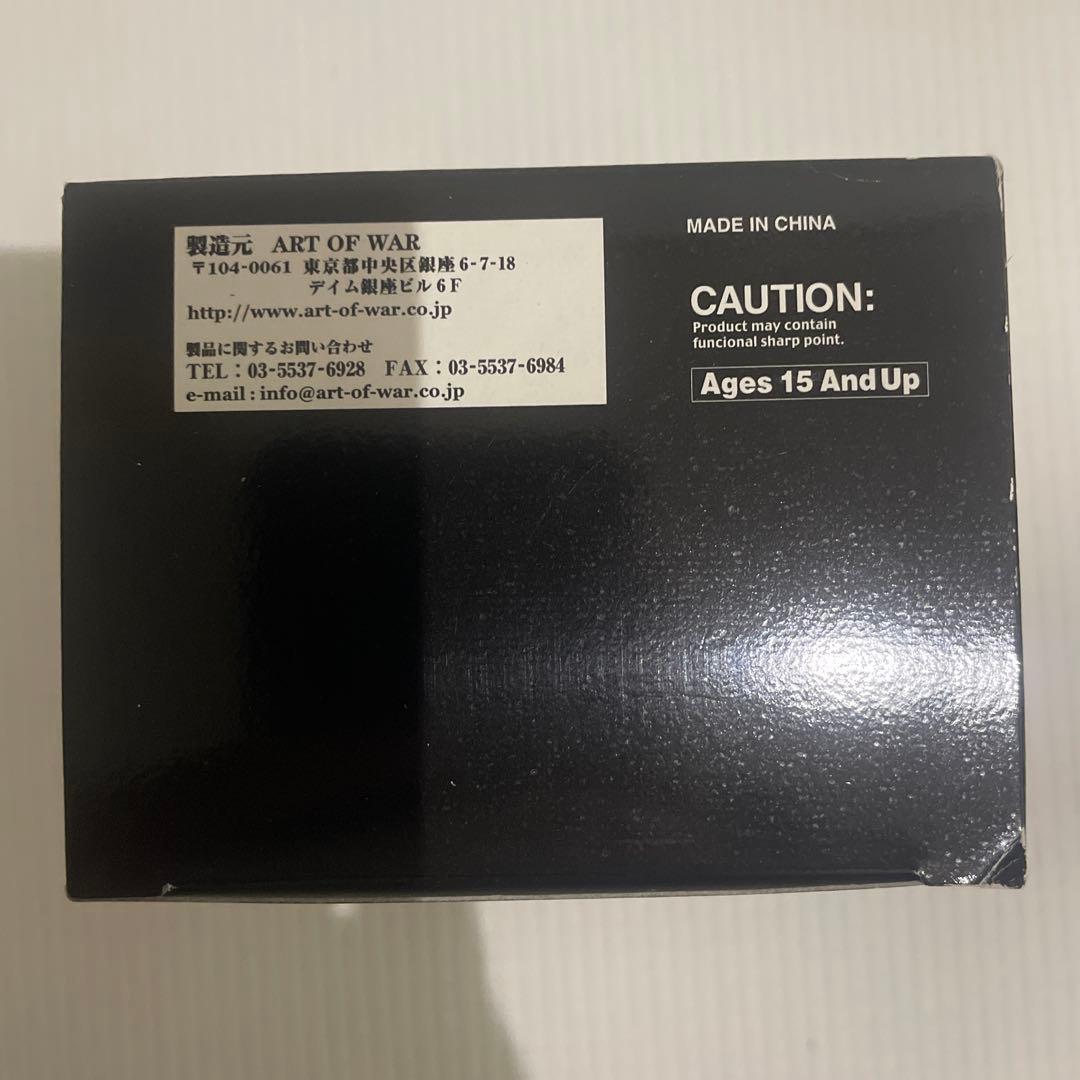 製造元 ART OF WAR
〒104-0061 東京都中央区銀座6-7-18
デイム銀座ビル6F
http://www.art-of-war.co.jp
製品に関するお問い合わせ
TEL：03-5537-6928 FAX：03-5537-6984
e-mail : info@art-of-war.co.jp
MADE IN CHINA
CAUTION:
Product may contain
funcional sharp point.
Ages 15 And Up